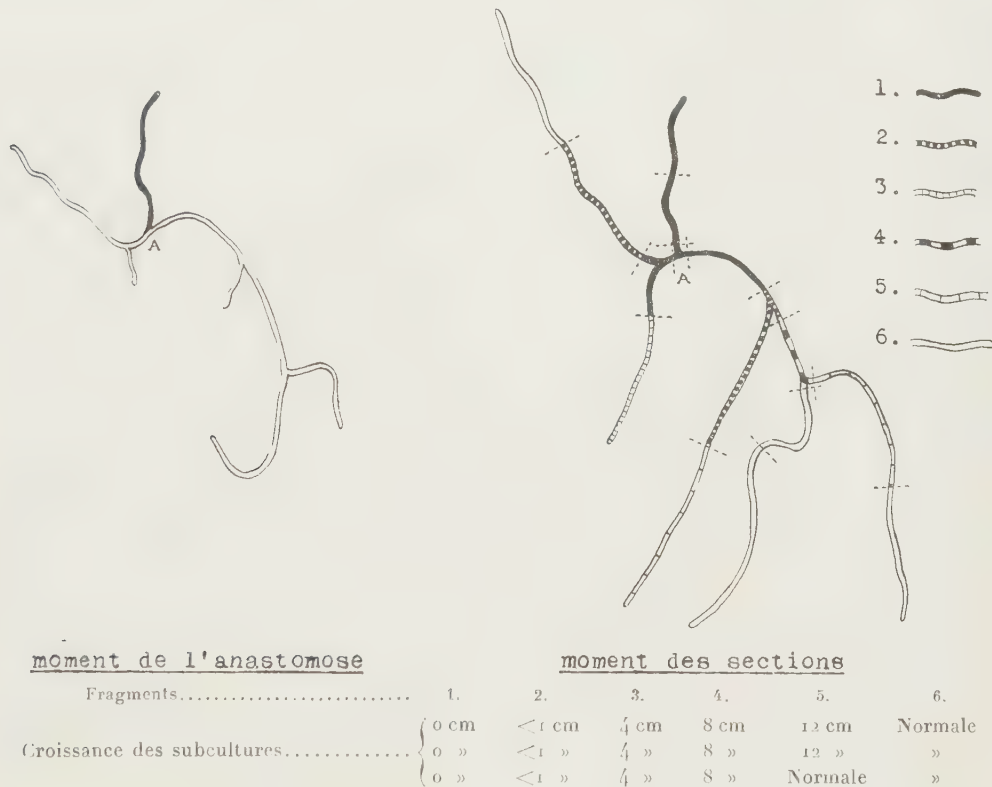 1.
2.
3.
4.
5.
6.
A
A
moment de l'anastomose
moment des sections
Fragments........................................ 1. 2. 3. 4. 5. 6.
0 cm <1 cm 4 cm 8 cm 12 cm Normale
Croissance des subcultures.................... 0 » <1 » 4 » 8 » 12 » »
0 » <1 » 4 » 8 » Normale »